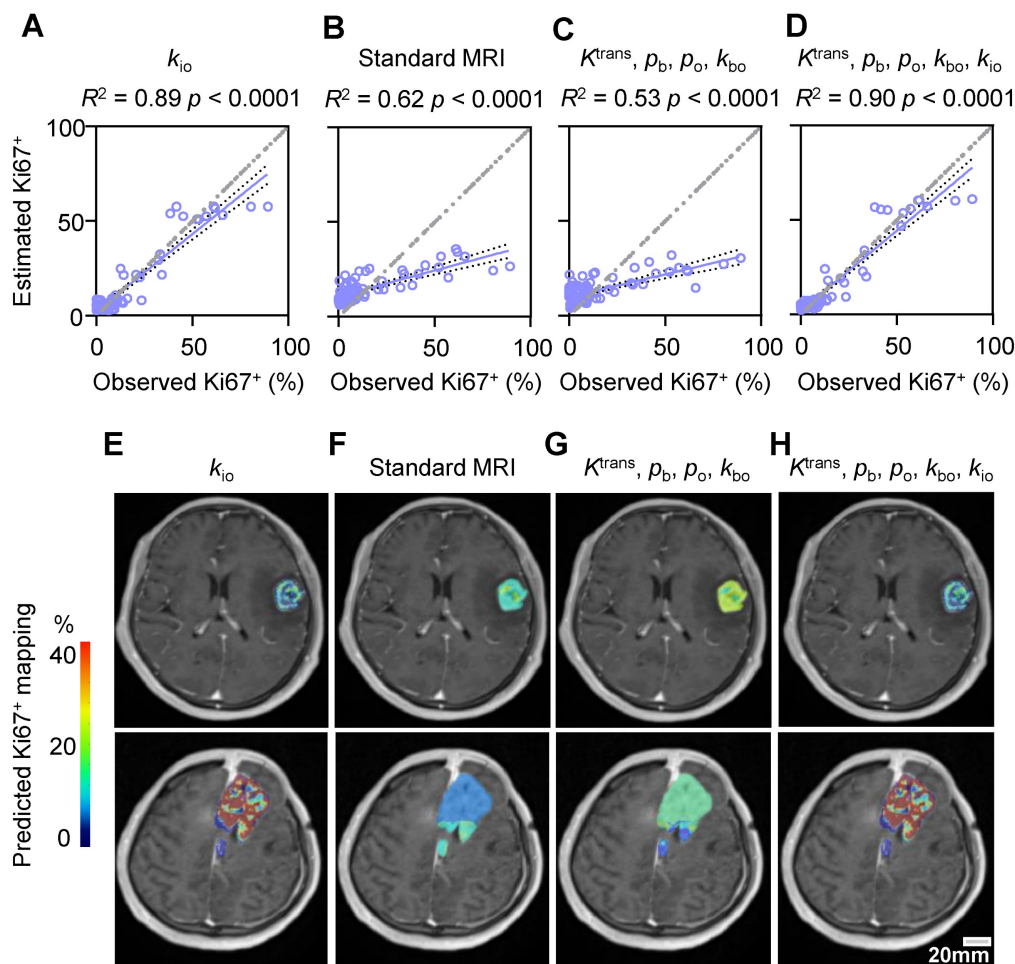 A
B
C
D
kio
Standard MRI
Ktrans, pb, po, kbo
Ktrans, pb, po, kbo, kio
R2 = 0.89 p < 0.0001
R2 = 0.62 p < 0.0001
R2 = 0.53 p < 0.0001
R2 = 0.90 p < 0.0001
Estimated Ki67+
100
50
0
0 50 100
0 50 100
0 50 100
0 50 100
Observed Ki67+ (%)
Observed Ki67+ (%)
Observed Ki67+ (%)
Observed Ki67+ (%)
E
F
G
H
kio
Standard MRI
Ktrans, pb, po, kbo
Ktrans, pb, po, kbo, kio
Predicted Ki67+ mapping
%
40
20
0
20mm